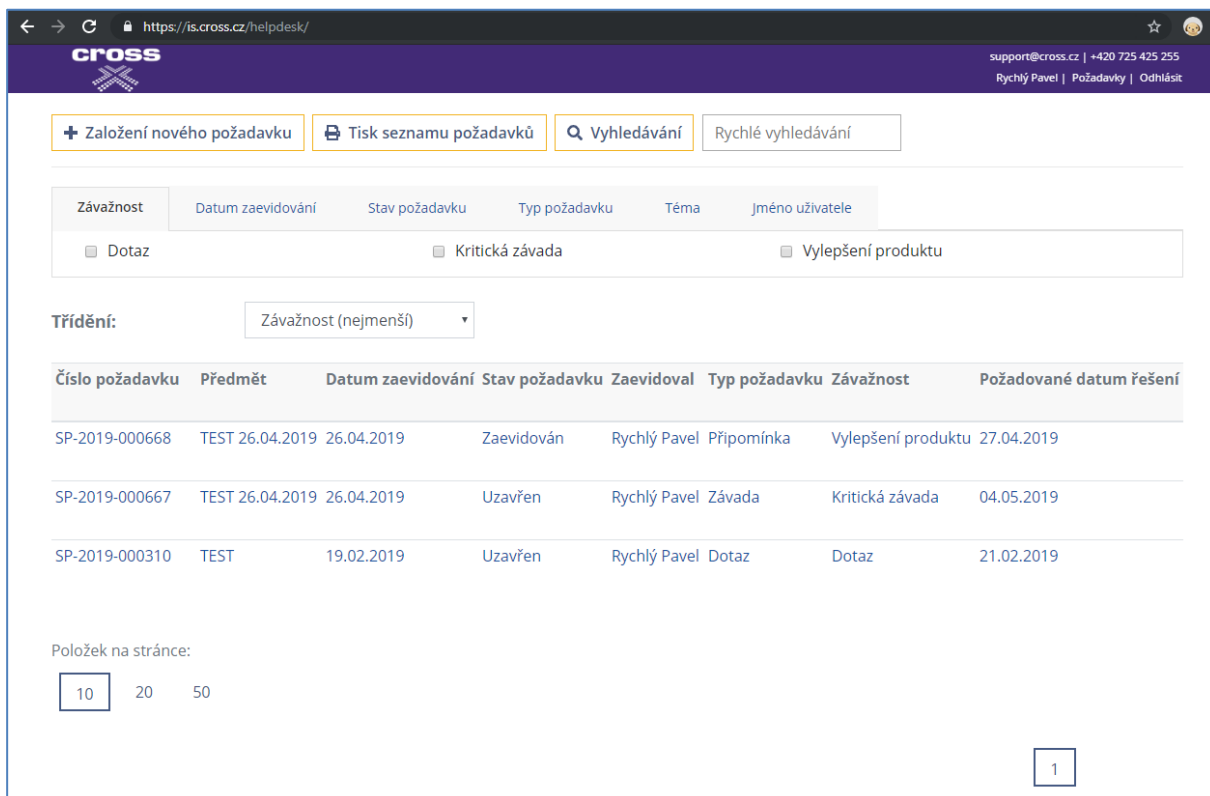 https://is.cross.cz/helpdesk/
cross
support@cross.cz | +420 725 425 255
Rychlý Pavel | Požadavky | Odhlásit
Založení nového požadavku Tisk seznamu požadavků Vyhledávání Rychlé vyhledávání
Závažnost Datum zaevidování Stav požadavku Typ požadavku Téma Jméno uživatele
Dotaz Kritická závada Vylepšení produktu
Třídění: Závažnost (nejmenší)
Číslo požadavku Předmět Datum zaevidování Stav požadavku Zaevidoval Typ požadavku Závažnost Požadované datum řešení
SP-2019-000668 TEST 26.04.2019 26.04.2019 Zaevidován Rychlý Pavel Připomínka Vylepšení produktu 27.04.2019
SP-2019-000667 TEST 26.04.2019 26.04.2019 Uzavřen Rychlý Pavel Závada Kritická závada 04.05.2019
SP-2019-000310 TEST 19.02.2019 Uzavřen Rychlý Pavel Dotaz Dotaz 21.02.2019
Položek na stránce:
10 20 50
1